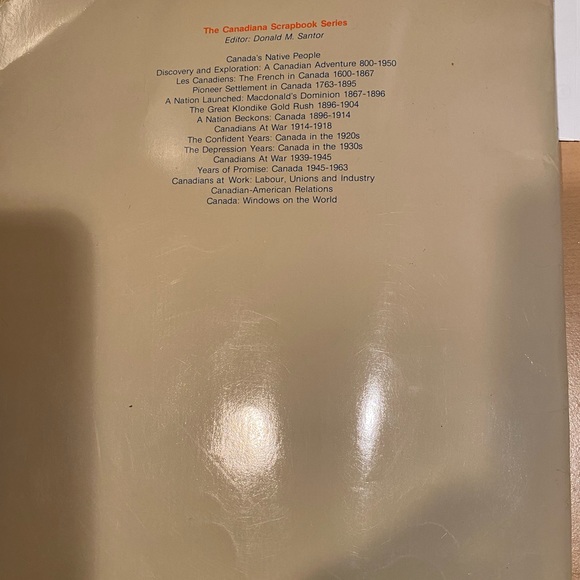 The Canadiana Scrapbook Series
Editor: Donald M. Santor
Canada's Native People
Discovery and Exploration: A Canadian Adventure 800-1950
Les Canadiens: The French in Canada 1600-1867
Pioneer Settlement in Canada 1763-1895
A Nation Launched: Macdonald's Dominion 1867-1896
The Great Klondike Gold Rush 1896-1904
A Nation Beckons: Canada 1896-1914
Canadians At War 1914-1918
The Confident Years: Canada in the 1920s
The Depression Years: Canada in the 1930s
Canadians At War 1939-1945
Years of Promise: Canada 1945-1963
Canadians at Work: Labour, Unions and Industry
Canadian-American Relations
Canada: Windows on the World